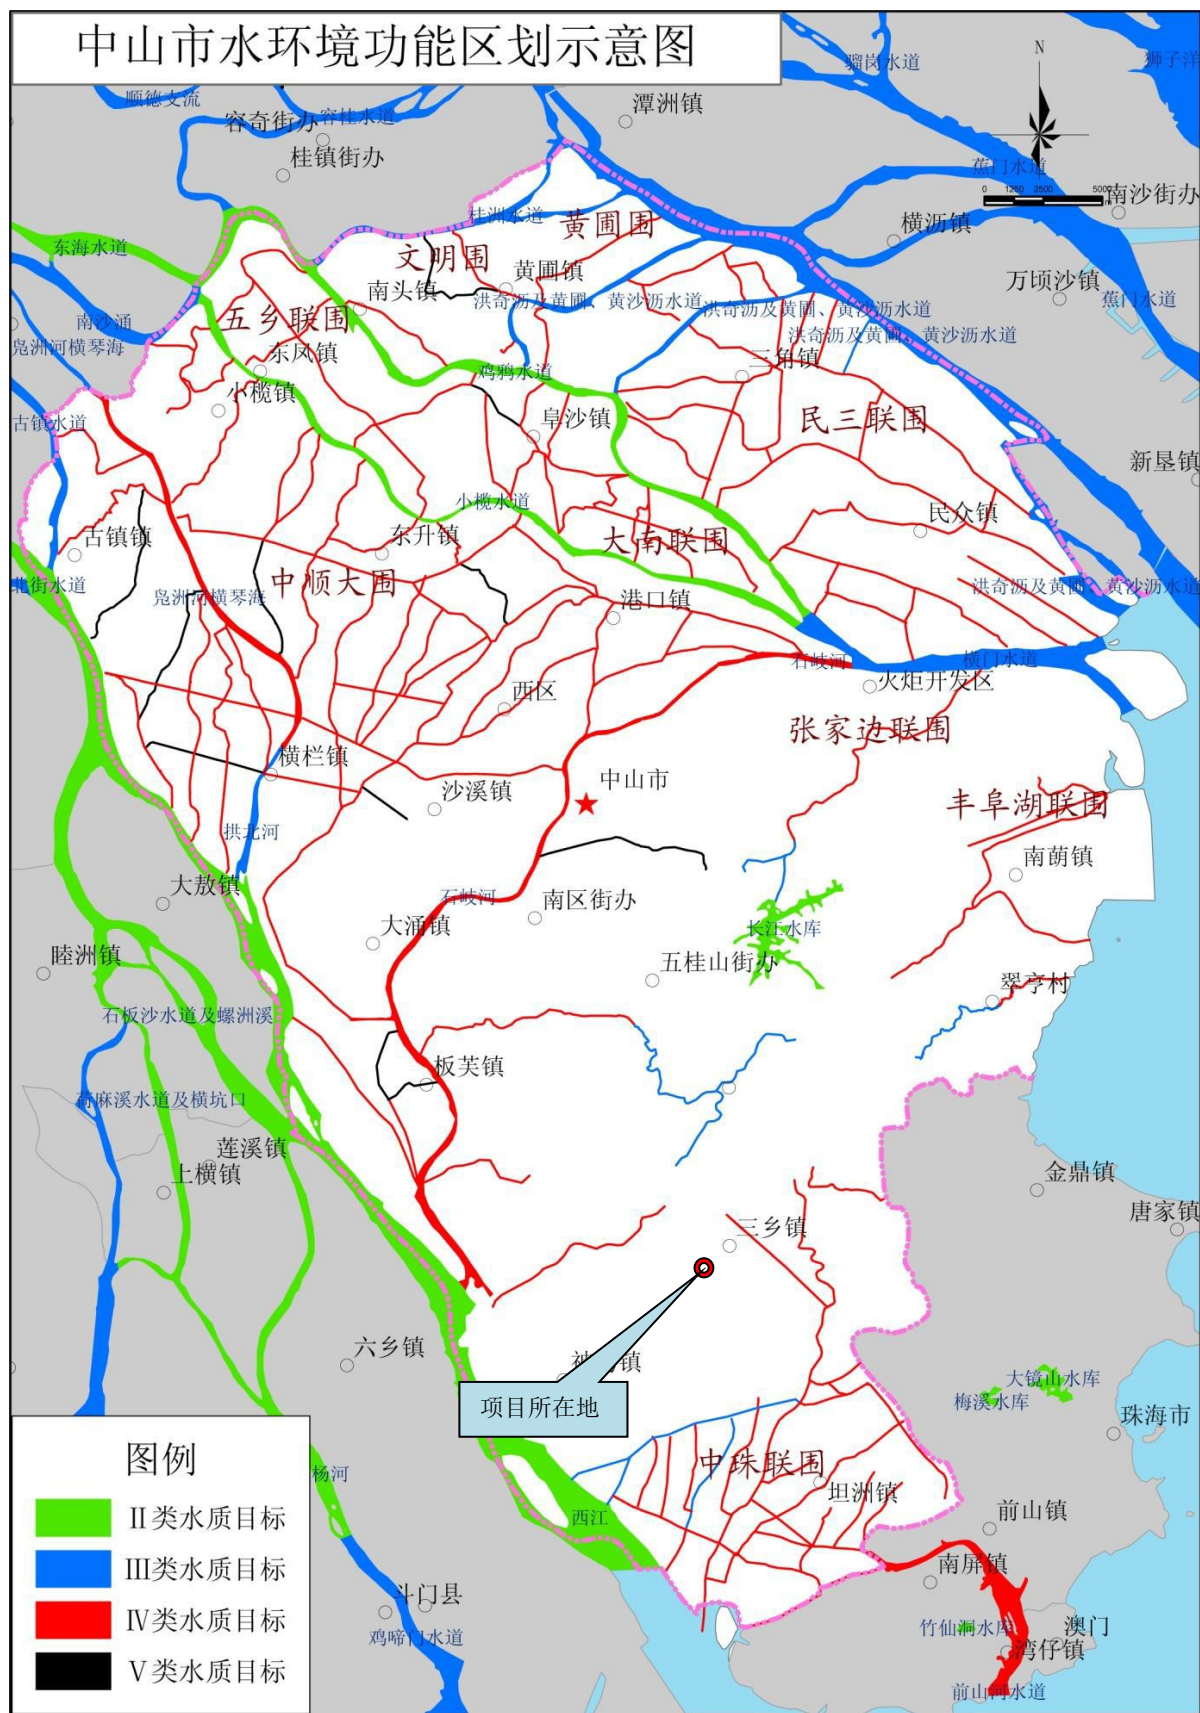 中山市水环境功能区划示意图
骝岗水道
狮子洋
N
顺德支流
潭洲镇
容奇街办
容桂水道
桂镇街办
蕉门水道
0 1250 2500 5000
南沙街办
桂洲水道
黄圃围
横沥镇
东海水道
文明围
黄圃镇
万顷沙镇
南头镇
洪奇沥及黄圃、黄沙沥水道
洪奇沥及黄圃、黄沙沥水道
蕉门水道
南沙涌
五乡联围
洪奇沥及黄圃、黄沙沥水道
凫洲河横琴海
东凤镇
鸡鸦水道
三角镇
小榄镇
古镇水道
阜沙镇
民三联围
新垦镇
小榄水道
古镇镇
东升镇
大南联围
民众镇
北街水道
凫洲河横琴海
中顺大围
港口镇
洪奇沥及黄圃、黄沙沥水道
石岐河
横门水道
西区
火炬开发区
张家边联围
横栏镇
沙溪镇
中山市
丰阜湖联围
拱北河
南蓢镇
大敖镇
石岐河
南区街办
大涌镇
长江水库
睦洲镇
五桂山街办
翠亨村
石板沙水道及螺洲溪
板芙镇
荷麻溪水道及横坑口
莲溪镇
上横镇
金鼎镇
唐家镇
三乡镇
六乡镇
镇
大镜山水库
梅溪水库
项目所在地
珠海市
图例
中珠联围
杨河
坦洲镇
Ⅱ类水质目标
西江
前山镇
Ⅲ类水质目标
南屏镇
斗门县
Ⅳ类水质目标
竹仙洞水库
澳门
鸡啼门水道
湾仔镇
Ⅴ类水质目标
前山河水道